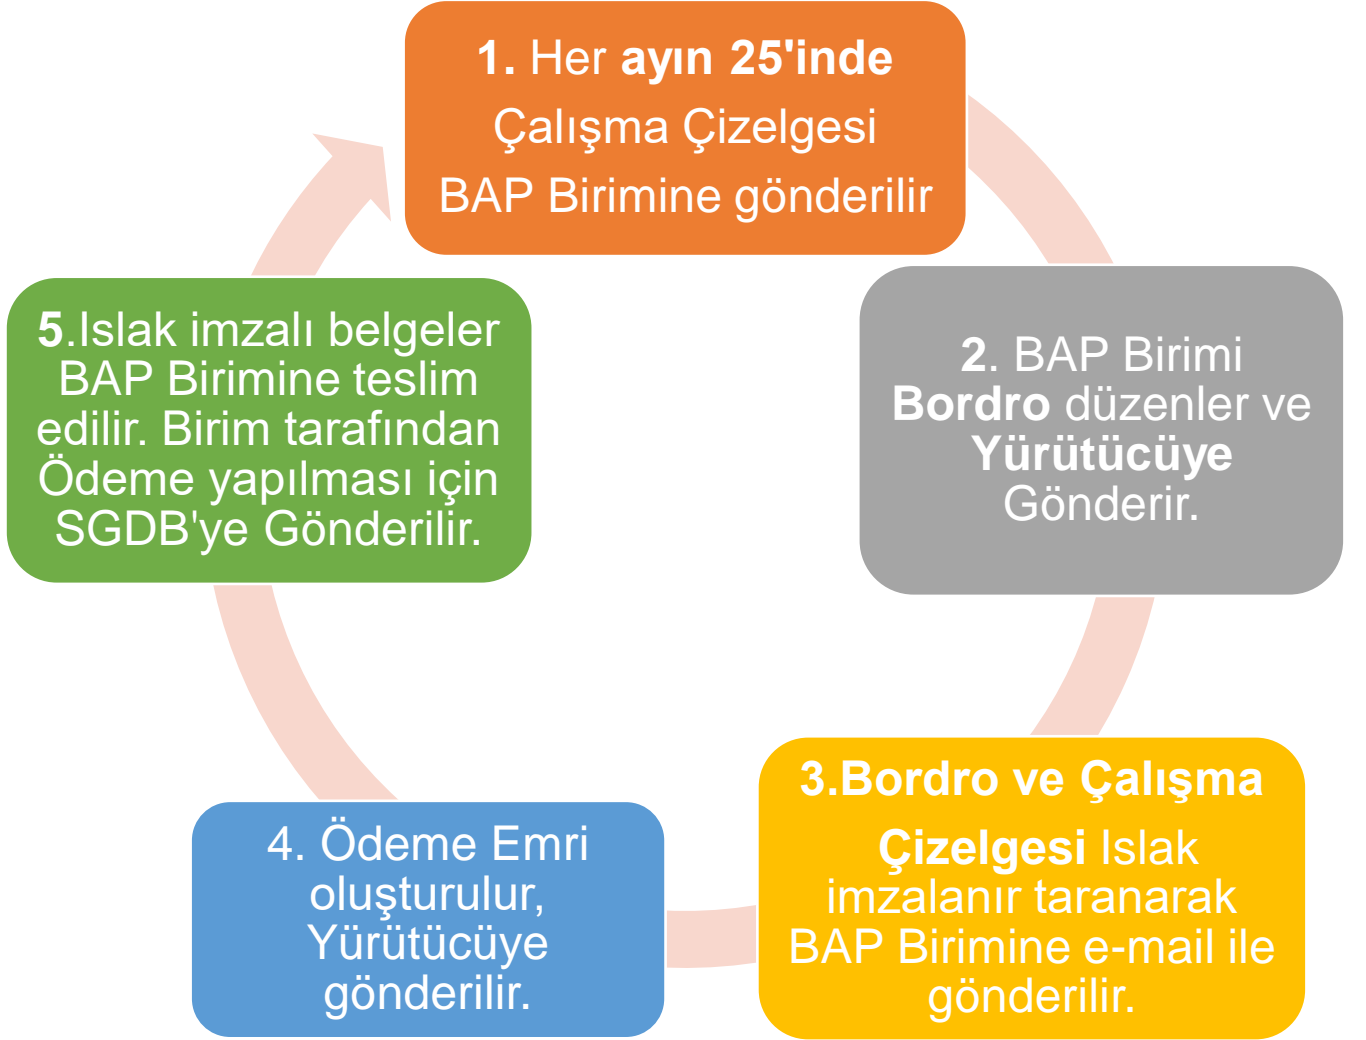 1. Her ayın 25'inde
Çalışma Çizelgesi
BAP Birimine gönderilir
2. BAP Birimi
Bordro düzenler ve
Yürütücüye
Gönderir.
3.Bordro ve Çalışma
Çizelgesi Islak
imzalanır taranarak
BAP Birimine e-mail ile
gönderilir.
4. Ödeme Emri
oluşturulur,
Yürütücüye
gönderilir.
5.Islak imzalı belgeler
BAP Birimine teslim
edilir. Birim tarafından
Ödeme yapılması için
SGDB'ye Gönderilir.